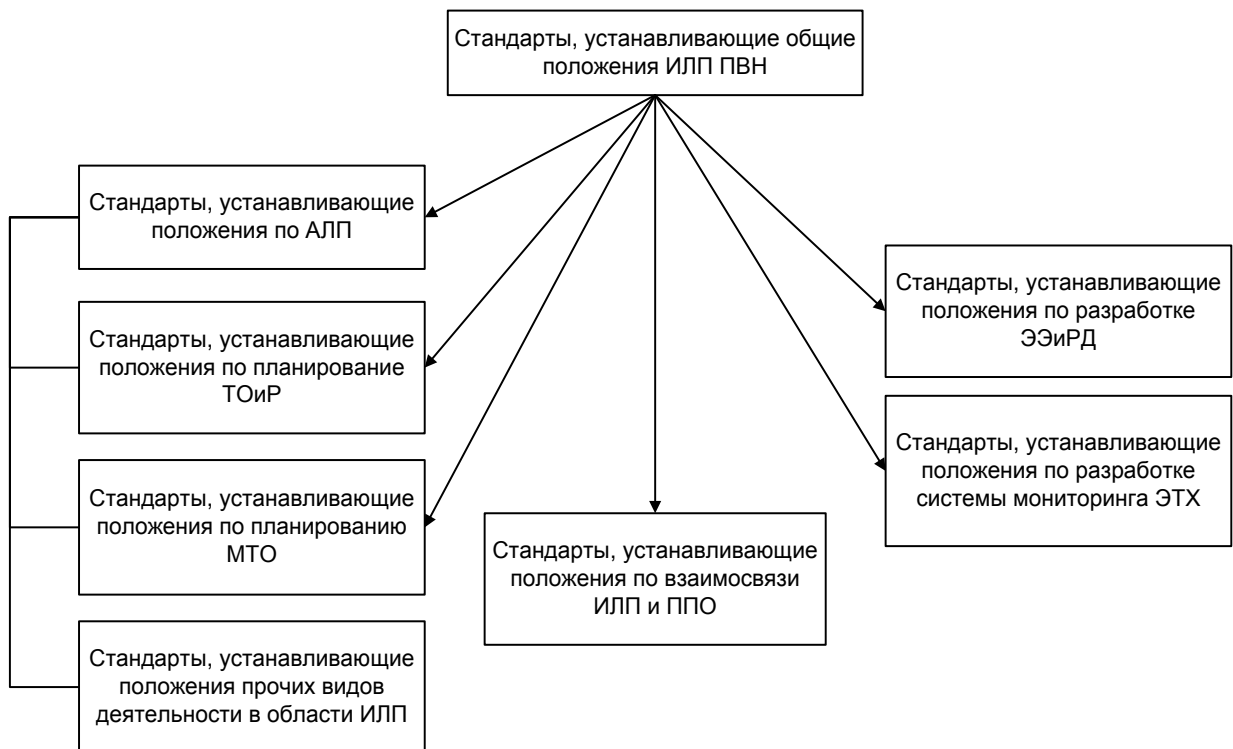 Стандарты, устанавливающие общие
положения ИЛП ПВН
Стандарты, устанавливающие
положения по АЛП
Стандарты, устанавливающие
положения по планирование
ТОиР
Стандарты, устанавливающие
положения по планированию
МТО
Стандарты, устанавливающие
положения прочих видов
деятельности в области ИЛП
Стандарты, устанавливающие
положения по взаимосвязи
ИЛП и ППО
Стандарты, устанавливающие
положения по разработке
ЭЭиРД
Стандарты, устанавливающие
положения по разработке
системы мониторинга ЭТХ